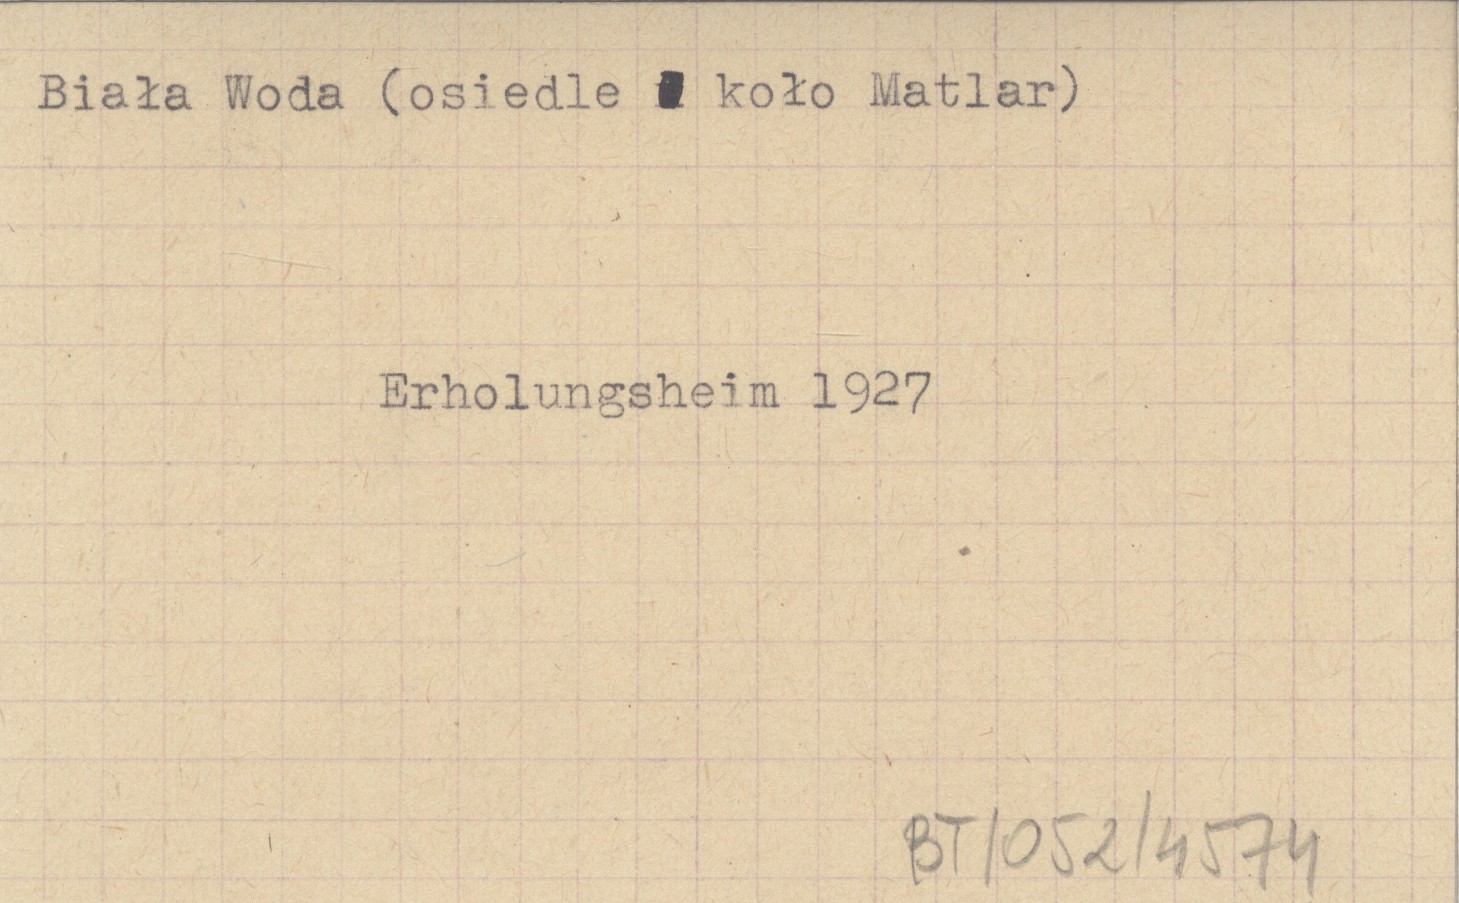 Biała Woda (osiedle koło Matlar)
Erholungsheim 1927
BT/052/4574